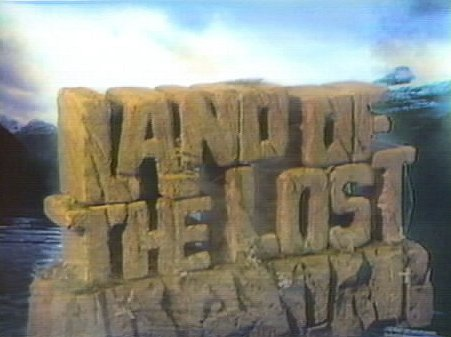 LAND OF
THE LOST